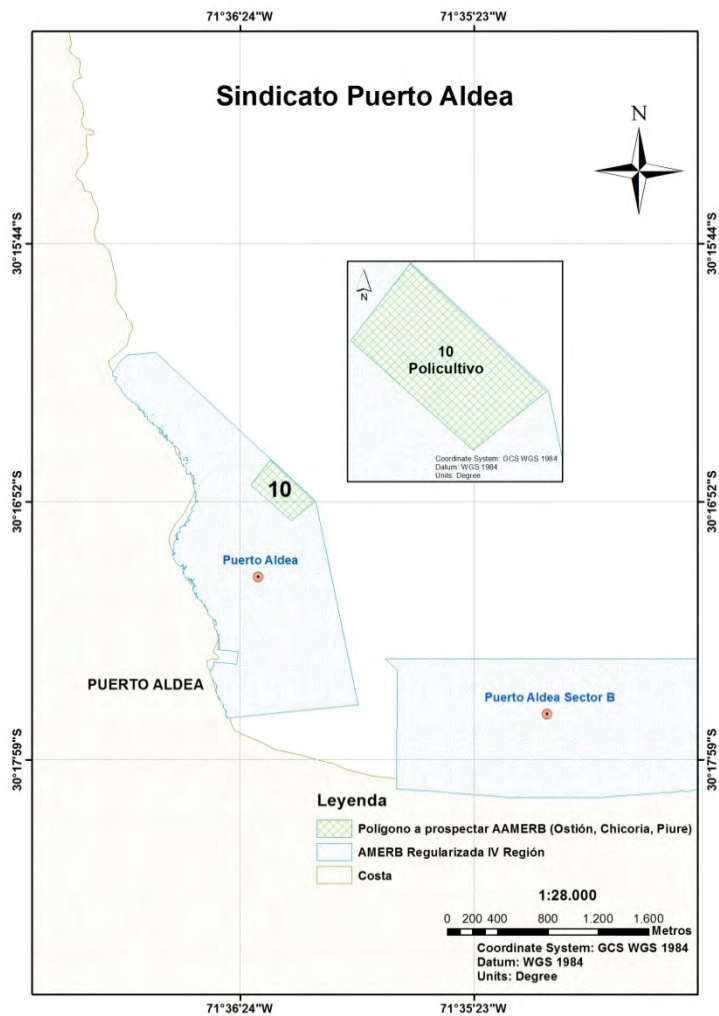 71°36'24"W
71°35'23"W
Sindicato Puerto Aldea
N
30°15'44"S
30°15'44"S
N
10
Policultivo
Coordinate System: GCS WGS 1984
Datum: WGS 1984
Units: Degree
10
30°16'52"S
30°16'52"S
Puerto Aldea
PUERTO ALDEA
Puerto Aldea Sector B
30°17'59"S
30°17'59"S
Leyenda
Polígono a prospectar AAMERB (Ostión, Chicoria, Piure)
AMERB Regularizada IV Región
Costa
1:28.000
0 200 400 800 1.200 1.600
Metros
Coordinate System: GCS WGS 1984
Datum: WGS 1984
Units: Degree
71°36'24"W
71°35'23"W